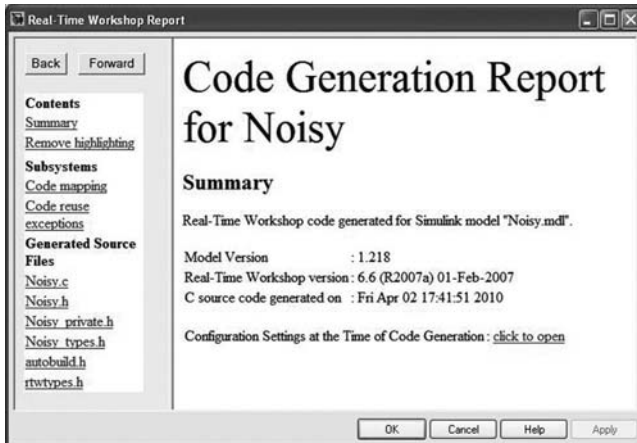 Real-Time Workshop Report
Back Forward
Contents
Summary
Remove highlighting
Subsystems
Code mapping
Code reuse
exceptions
Generated Source
Files
Noisy.c
Noisy.h
Noisy_private.h
Noisy_types.h
autobuild.h
rtwtypes.h
Code Generation Report
for Noisy
Summary
Real-Time Workshop code generated for Simulink model "Noisy.mdl".
Model Version : 1.218
Real-Time Workshop version : 6.6 (R2007a) 01-Feb-2007
C source code generated on : Fri Apr 02 17:41:51 2010
Configuration Settings at the Time of Code Generation : click to open
OK Cancel Help Apply